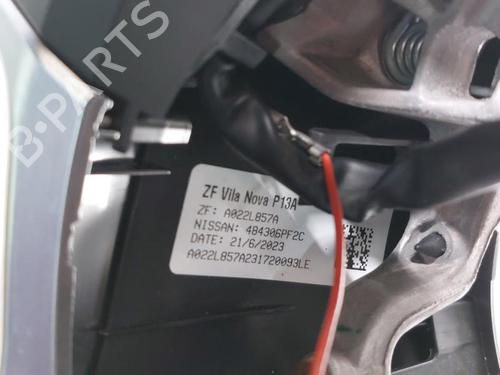 ZF Vila Nova P13A
ZF: A022L857A
NISSAN: 484306PF2C
DATE: 21/6/2023
A022L857A231720093LE
B-PARTS